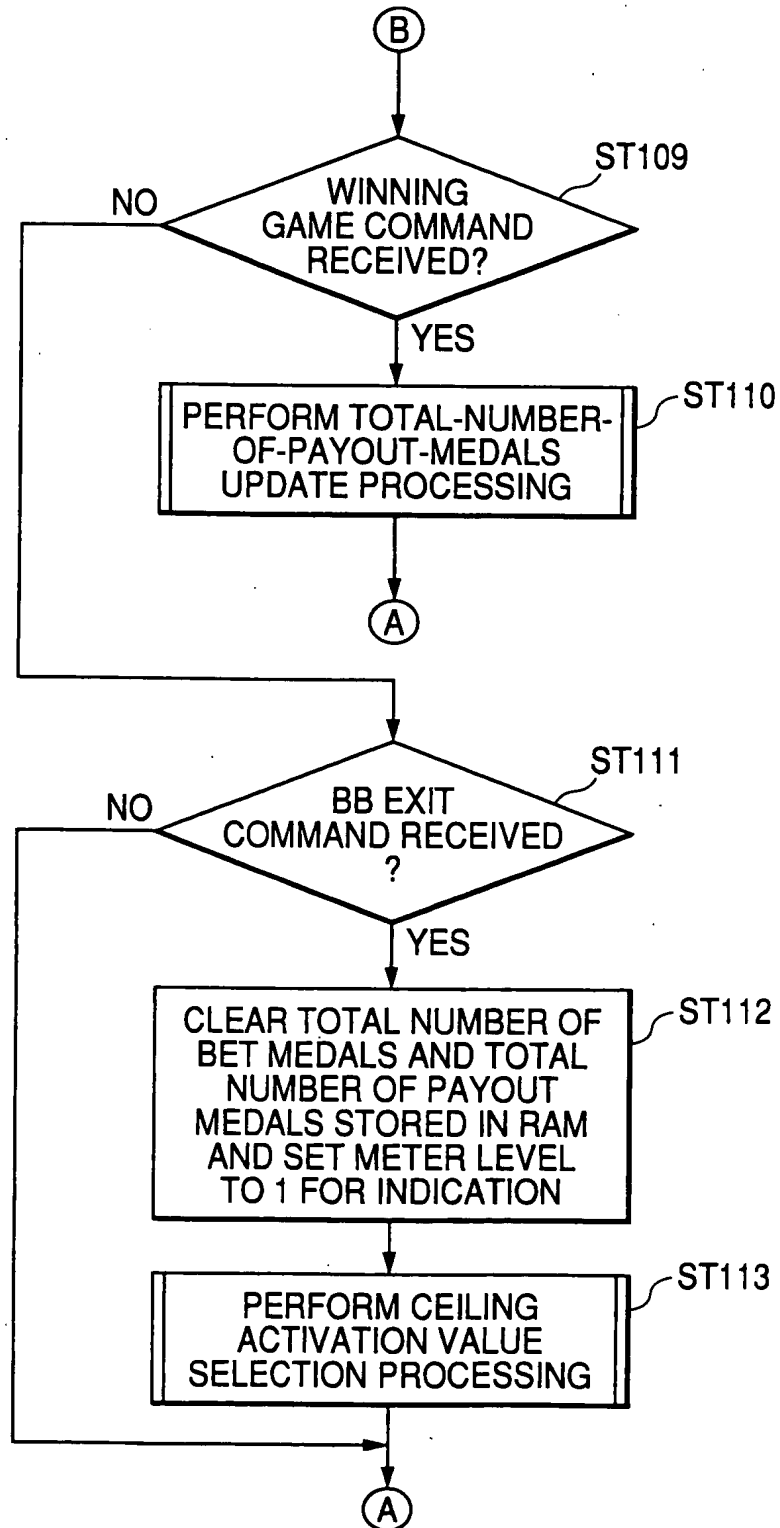 B
ST109
WINNING
GAME COMMAND
RECEIVED?
NO
YES
ST110
PERFORM TOTAL-NUMBER-
OF-PAYOUT-MEDALS
UPDATE PROCESSING
A
ST111
BB EXIT
COMMAND RECEIVED
?
NO
YES
ST112
CLEAR TOTAL NUMBER OF
BET MEDALS AND TOTAL
NUMBER OF PAYOUT
MEDALS STORED IN RAM
AND SET METER LEVEL
TO 1 FOR INDICATION
ST113
PERFORM CEILING
ACTIVATION VALUE
SELECTION PROCESSING
A